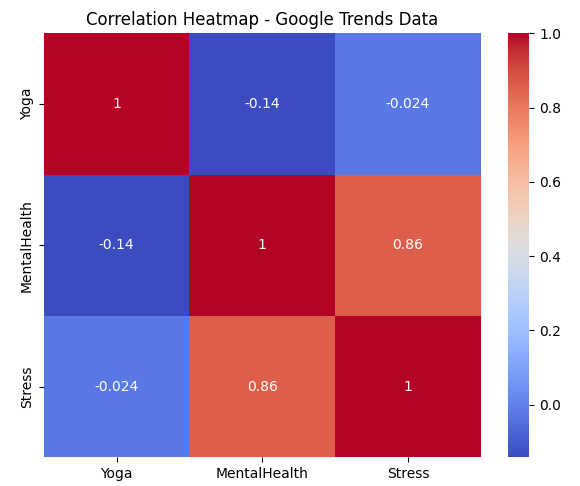 Correlation Heatmap - Google Trends Data
Yoga
MentalHealth
Stress
1
-0.14
-0.024
-0.14
1
0.86
-0.024
0.86
1
Yoga
MentalHealth
Stress
1.0
0.8
0.6
0.4
0.2
0.0